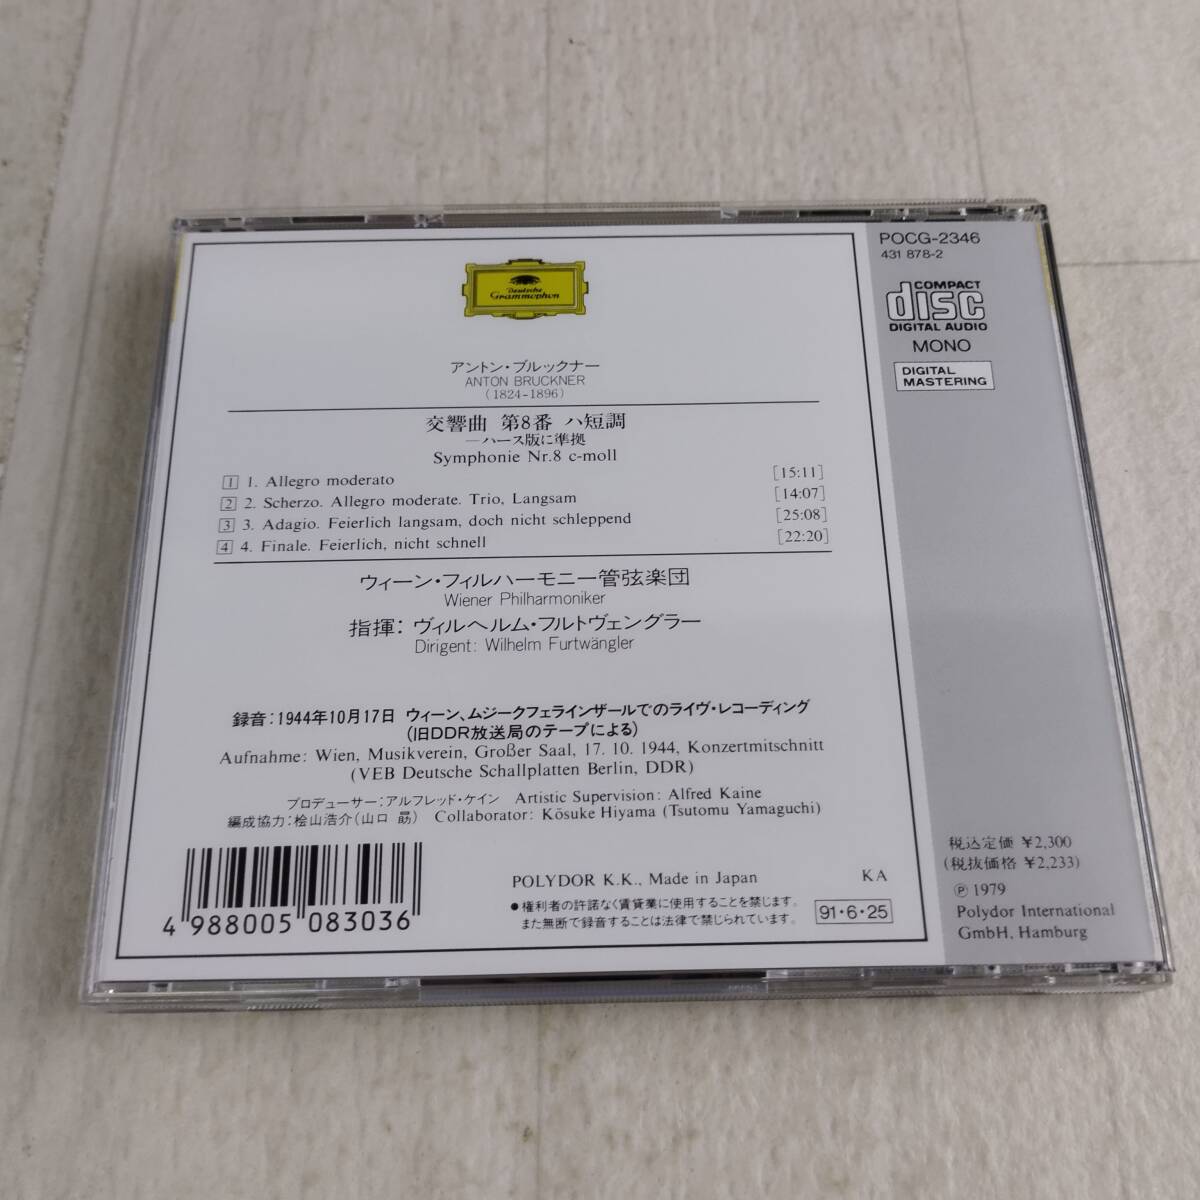 Deutsche
Grammophon
アントン・ブルックナー
ANTON BRUCKNER
(1824-1896)
交響曲 第8番 ハ短調
—ハース版に準拠
Symphonie Nr.8 c-moll
1 1. Allegro moderato [15:11]
2 2. Scherzo. Allegro moderate. Trio, Langsam [14:07]
3 3. Adagio. Feierlich langsam, doch nicht schleppend [25:08]
4 4. Finale. Feierlich, nicht schnell [22:20]
ウィーン・フィルハーモニー管弦楽団
Wiener Philharmoniker
指揮: ヴィルヘルム・フルトヴェングラー
Dirigent: Wilhelm Furtwängler
録音:1944年10月17日 ウィーン、ムジークフェラインザールでのライヴ・レコーディング
(旧DDR放送局のテープによる)
Aufnahme: Wien, Musikverein, Großer Saal, 17. 10. 1944, Konzertmitschnitt
(VEB Deutsche Schallplatten Berlin, DDR)
プロデューサー:アルフレッド・ケイン Artistic Supervision: Alfred Kaine
編成協力:桧山浩介(山口 勗) Collaborator: Kōsuke Hiyama (Tsutomu Yamaguchi)
4 988005 083036
POLYDOR K.K., Made in Japan KA
●権利者の許諾なく賃貸業に使用することを禁じます。
また無断で録音することは法律で禁じられています。
91・6・25
POCG-2346
431 878-2
COMPACT
disc
DIGITAL AUDIO
MONO
DIGITAL
MASTERING
税込定価 ¥2,300
(税抜価格 ¥2,233)
Ⓟ 1979
Polydor International
GmbH, Hamburg